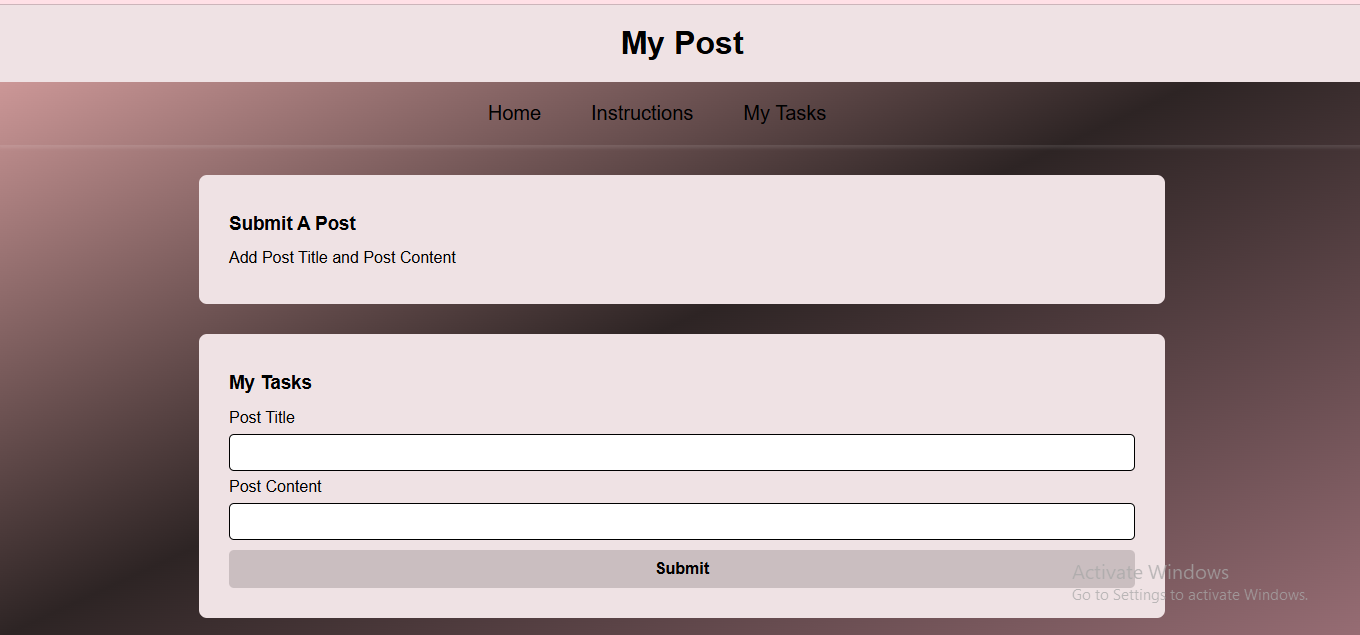 My Post
Home Instructions My Tasks
Submit A Post
Add Post Title and Post Content
My Tasks
Post Title
Post Content
Submit
Activate Windows
Go to Settings to activate Windows.